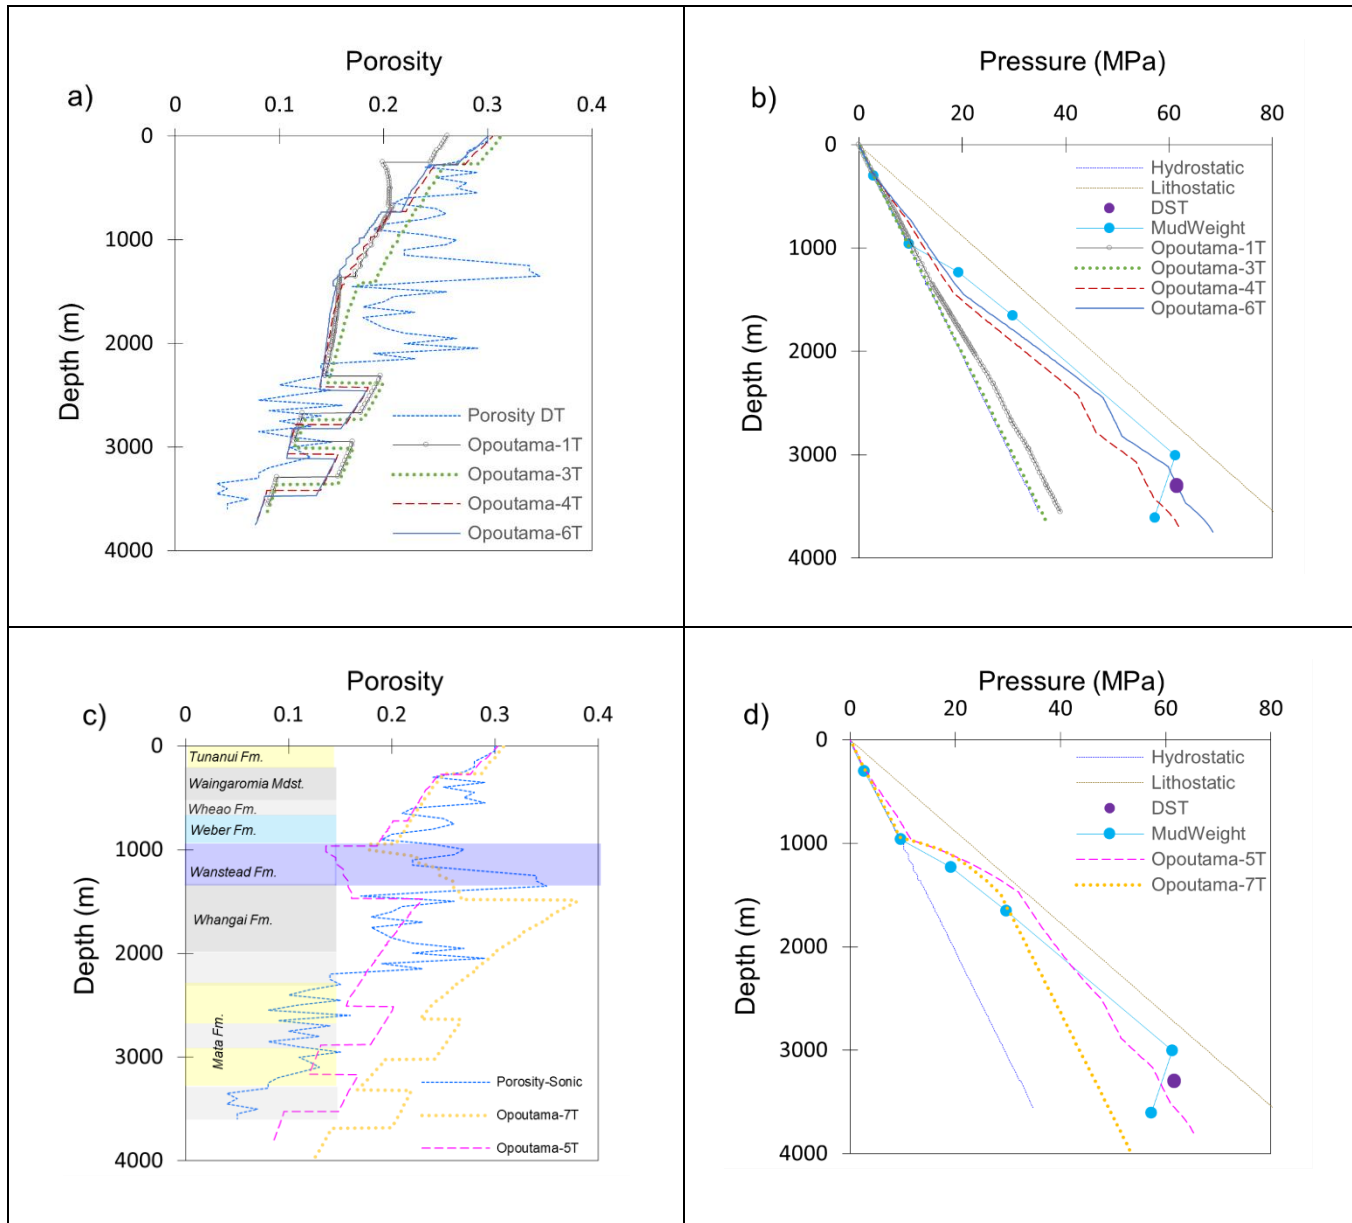 Porosity
a)
0 0.1 0.2 0.3 0.4
0
1000
2000
3000
4000
Depth (m)
Porosity DT
Opoutama-1T
Opoutama-3T
Opoutama-4T
Opoutama-6T
Pressure (MPa)
b)
0 20 40 60 80
0
1000
2000
3000
4000
Depth (m)
Hydrostatic
Lithostatic
DST
MudWeight
Opoutama-1T
Opoutama-3T
Opoutama-4T
Opoutama-6T
Porosity
c)
0 0.1 0.2 0.3 0.4
0
1000
2000
3000
4000
Depth (m)
Tunanui Fm.
Waingaromia Mdst.
Wheao Fm.
Weber Fm.
Wanstead Fm.
Whangai Fm.
Mata Fm.
Porosity-Sonic
Opoutama-7T
Opoutama-5T
Pressure (MPa)
d)
0 20 40 60 80
0
1000
2000
3000
4000
Depth (m)
Hydrostatic
Lithostatic
DST
MudWeight
Opoutama-5T
Opoutama-7T